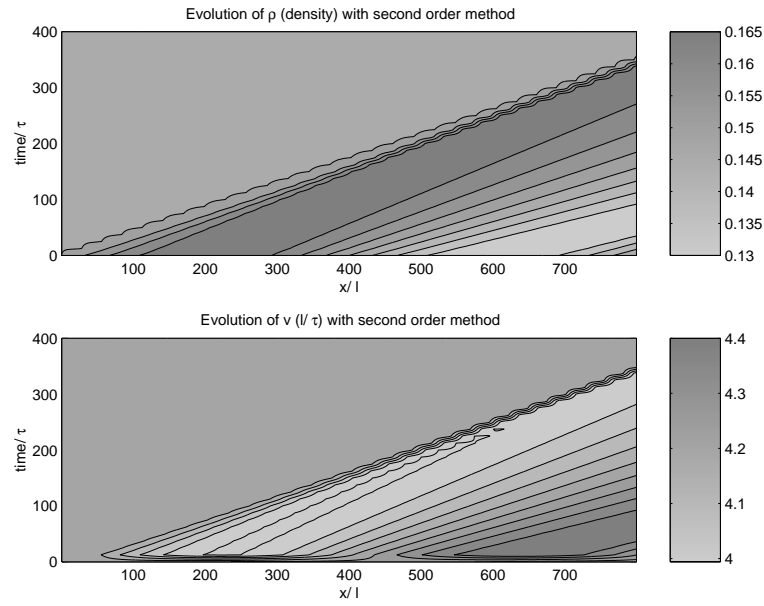 Evolution of ρ (density) with second order method
400
300
200
100
0
time/ τ
100 200 300 400 500 600 700
x/ l
0.165
0.16
0.155
0.15
0.145
0.14
0.135
0.13
Evolution of v (l/ τ) with second order method
400
300
200
100
0
time/ τ
100 200 300 400 500 600 700
x/ l
4.4
4.3
4.2
4.1
4